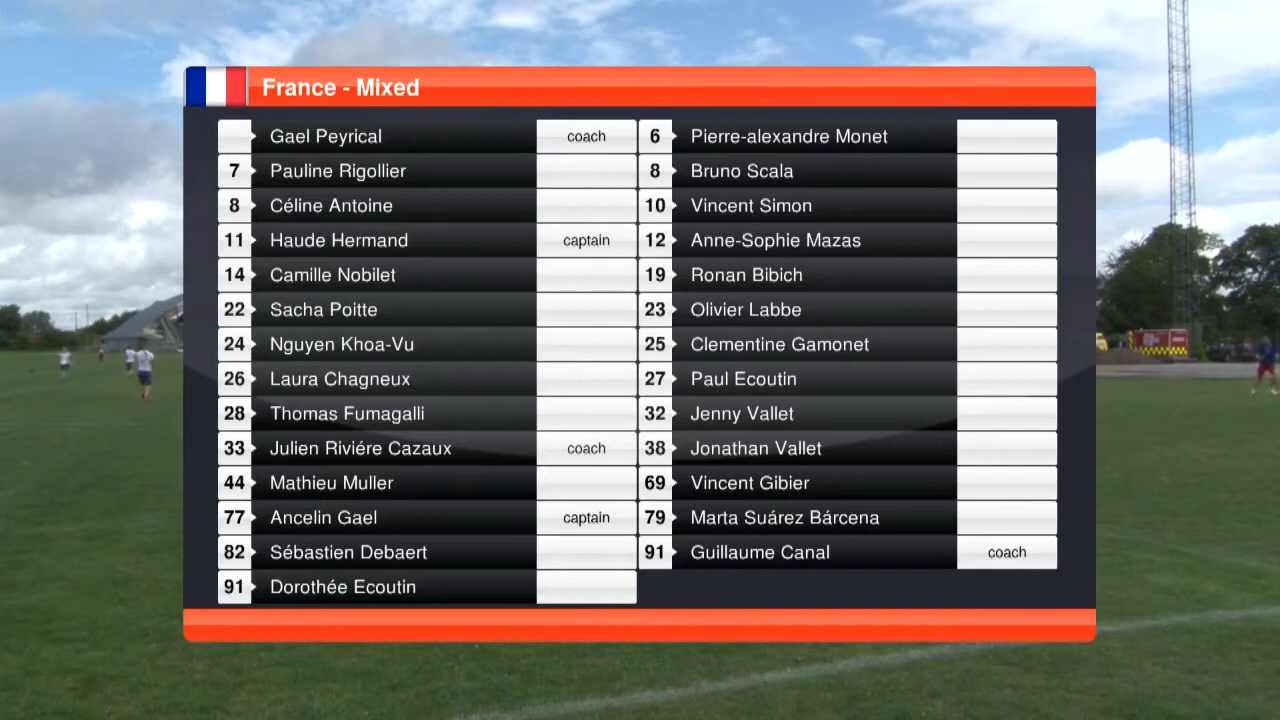 France - Mixed
Gael Peyrical coach 6 Pierre-alexandre Monet
7 Pauline Rigollier 8 Bruno Scala
8 Céline Antoine 10 Vincent Simon
11 Haude Hermand captain 12 Anne-Sophie Mazas
14 Camille Nobilet 19 Ronan Bibich
22 Sacha Poitte 23 Olivier Labbe
24 Nguyen Khoa-Vu 25 Clementine Gamonet
26 Laura Chagneux 27 Paul Ecoutin
28 Thomas Fumagalli 32 Jenny Vallet
33 Julien Riviére Cazaux coach 38 Jonathan Vallet
44 Mathieu Muller 69 Vincent Gibier
77 Ancelin Gael captain 79 Marta Suárez Bárcena
82 Sébastien Debaert 91 Guillaume Canal coach
91 Dorothée Ecoutin